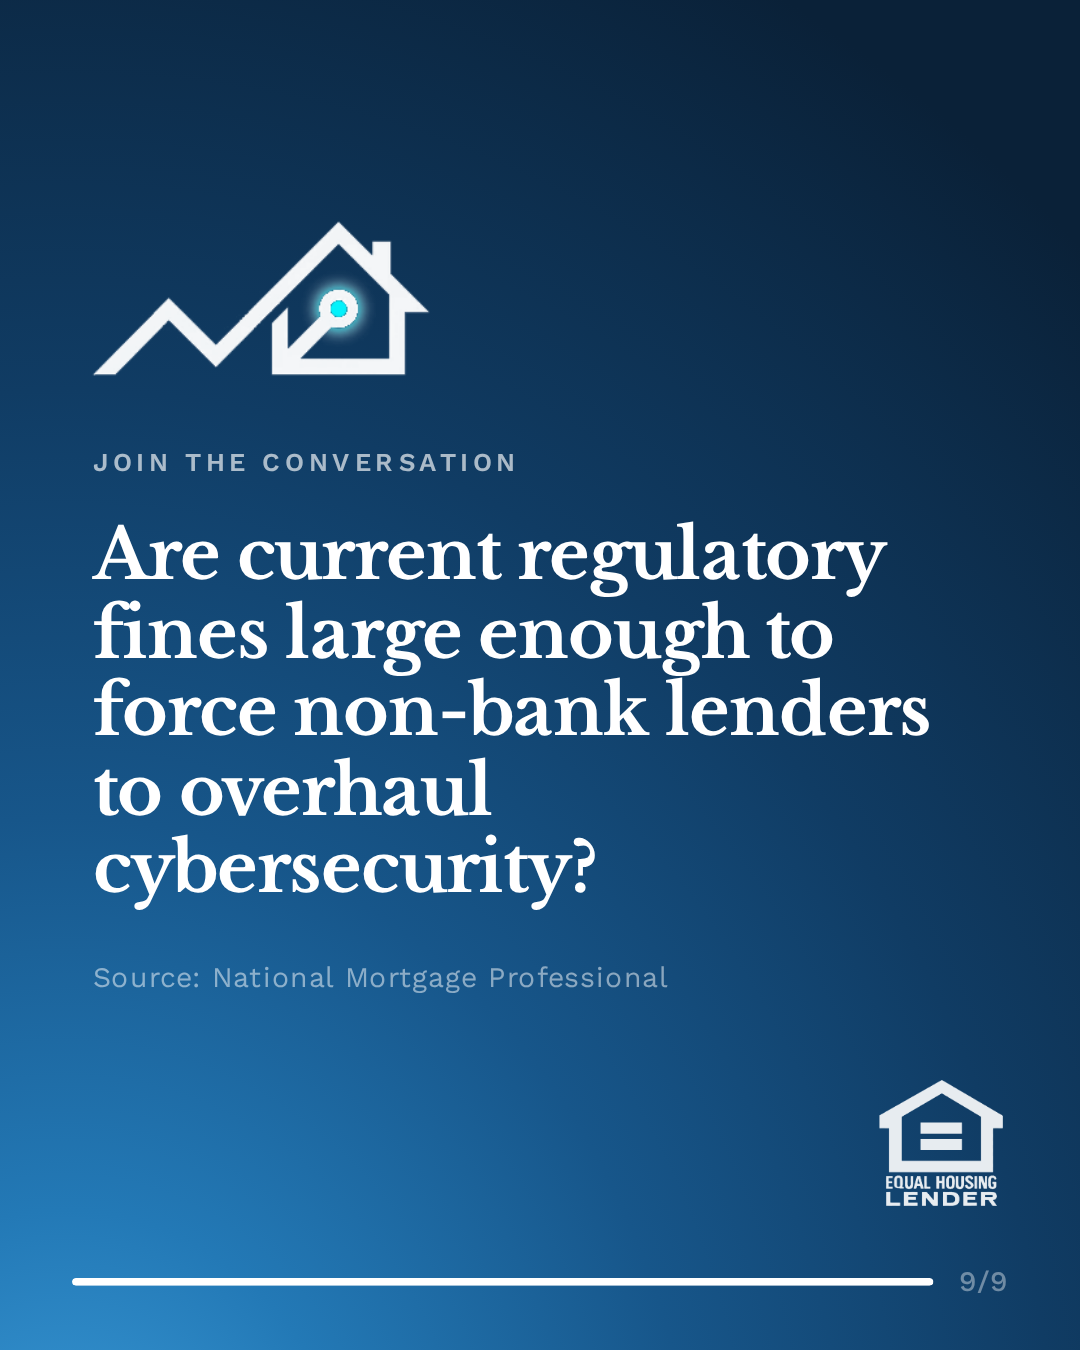 JOIN THE CONVERSATION
Are current regulatory
fines large enough to
force non-bank lenders
to overhaul
cybersecurity?
Source: National Mortgage Professional
EQUAL HOUSING
LENDER
9/9